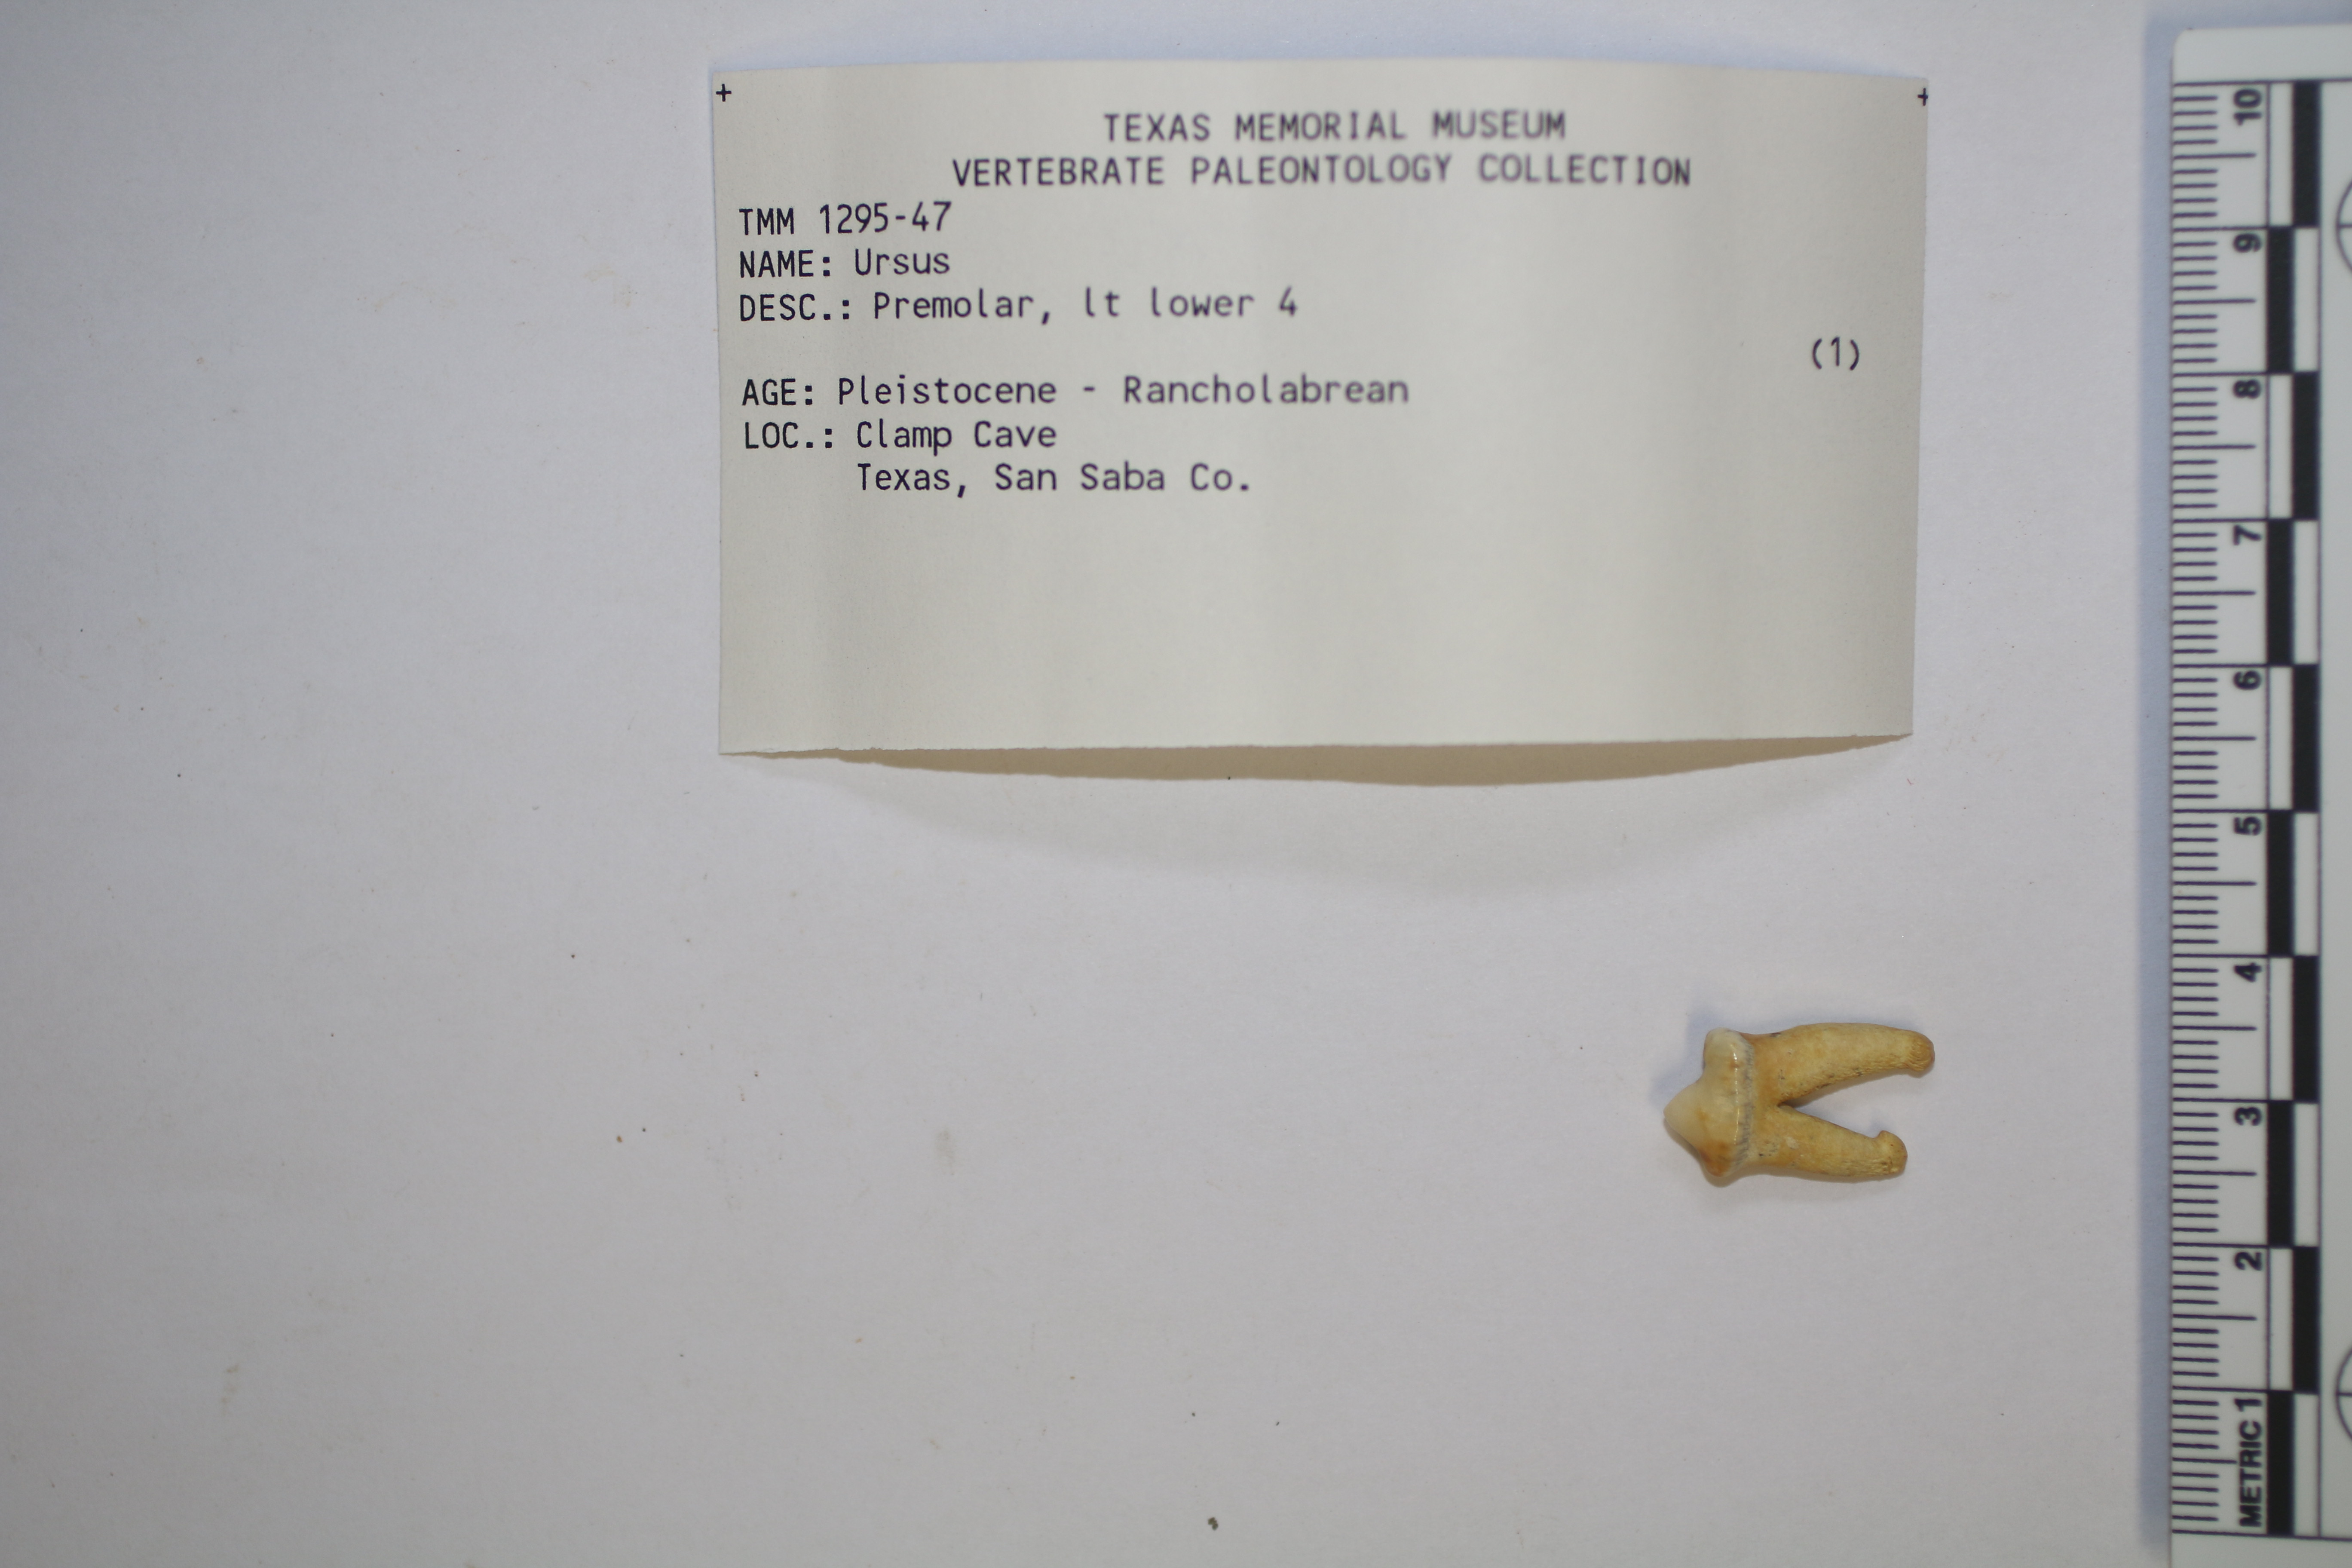 + +
TEXAS MEMORIAL MUSEUM
VERTEBRATE PALEONTOLOGY COLLECTION
TMM 1295-47
NAME: Ursus
DESC.: Premolar, lt lower 4
(1)
AGE: Pleistocene - Rancholabrean
LOC.: Clamp Cave
Texas, San Saba Co.
10
9
8
7
6
5
4
3
2
METRIC 1